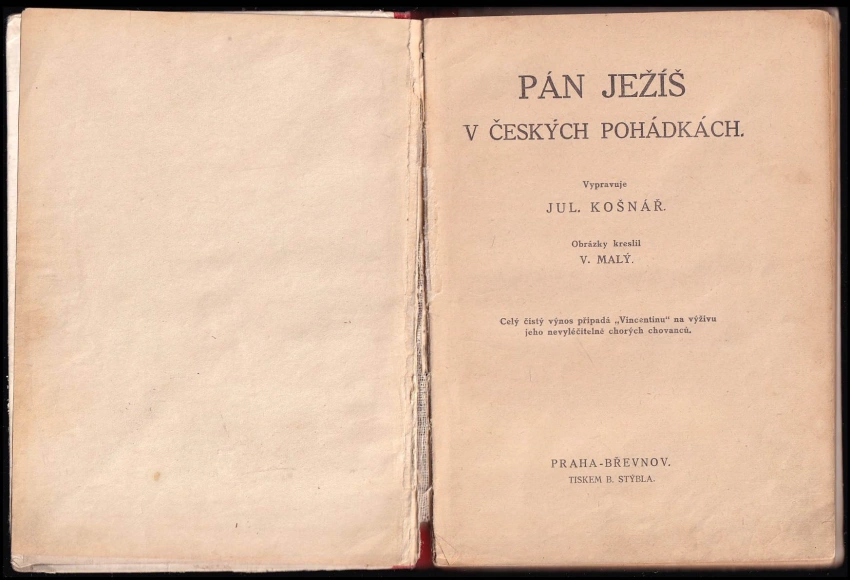 PÁN JEŽÍŠ
V ČESKÝCH POHÁDKÁCH.
Vypravuje
JUL. KOŠNÁŘ.
Obrázky kreslil
V. MALÝ.
Celý čistý výnos připadá „Vincentinu“ na výživu
jeho nevyléčitelně chorých chovanců.
PRAHA-BŘEVNOV.
TISKEM B. STÝBLA.